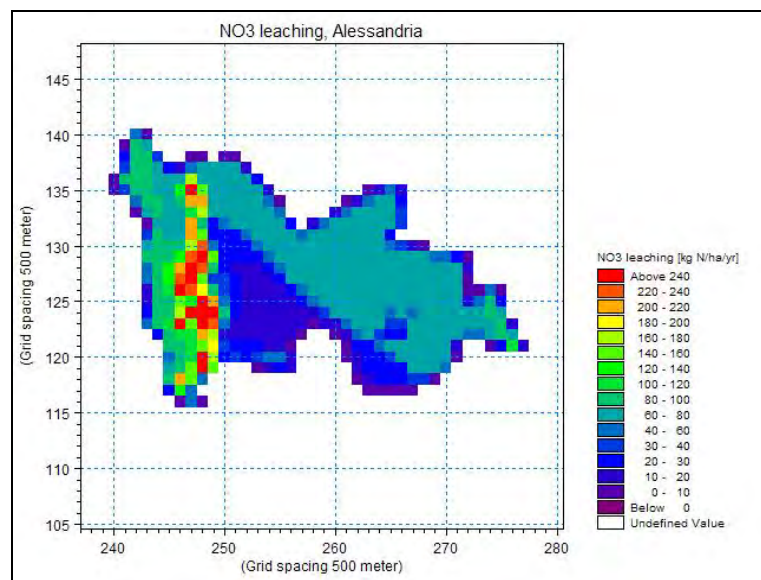 NO3 leaching, Alessandria
145
140
135
130
125
120
115
110
105
(Grid spacing 500 meter)
240 250 260 270 280
(Grid spacing 500 meter)
NO3 leaching [kg N/ha/yr]
Above 240
220 - 240
200 - 220
180 - 200
160 - 180
140 - 160
120 - 140
100 - 120
80 - 100
60 - 80
40 - 60
30 - 40
20 - 30
10 - 20
0 - 10
Below 0
Undefined Value